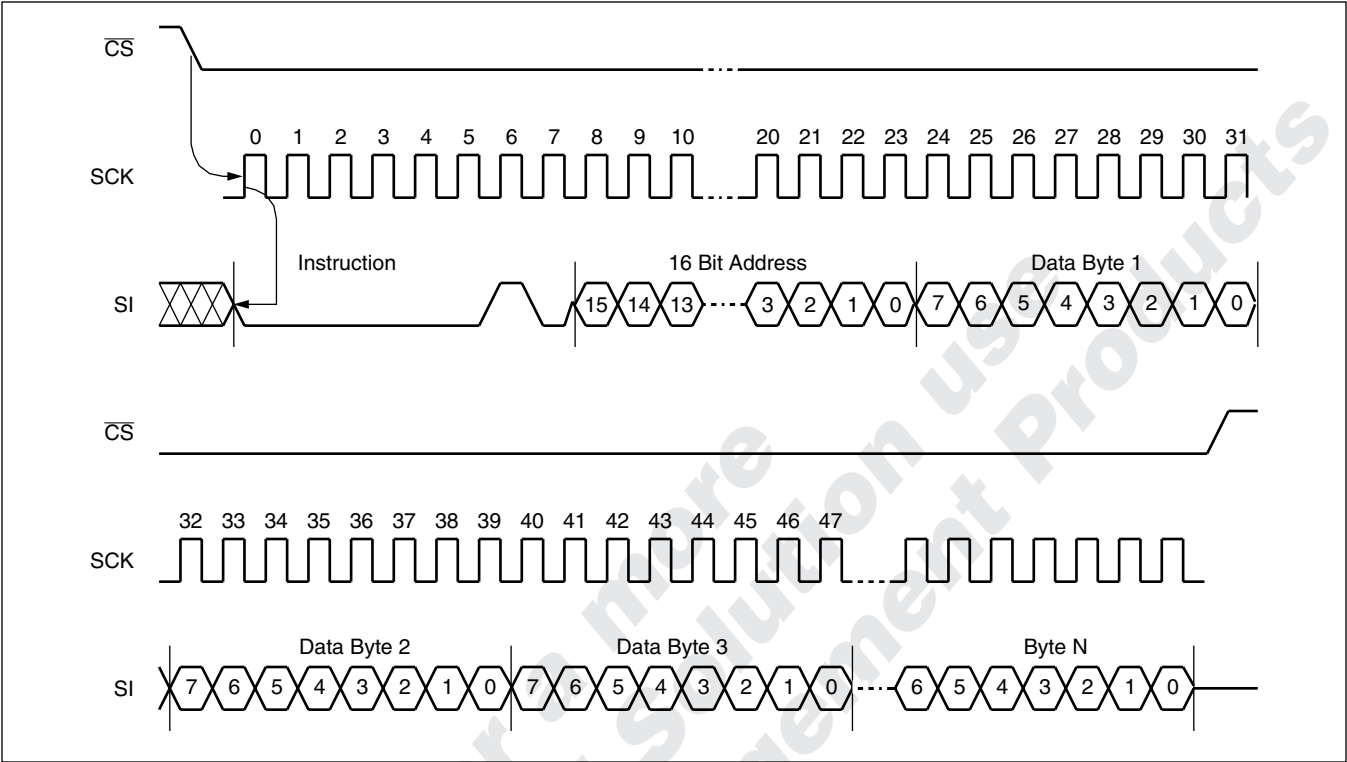 CS
0 1 2 3 4 5 6 7 8 9 10 20 21 22 23 24 25 26 27 28 29 30 31
SCK
Instruction 16 Bit Address Data Byte 1
SI 15 14 13 3 2 1 0 7 6 5 4 3 2 1 0
CS
32 33 34 35 36 37 38 39 40 41 42 43 44 45 46 47
SCK
Data Byte 2 Data Byte 3 Byte N
SI 7 6 5 4 3 2 1 0 7 6 5 4 3 2 1 0 6 5 4 3 2 1 0
a more
Solution use
Products